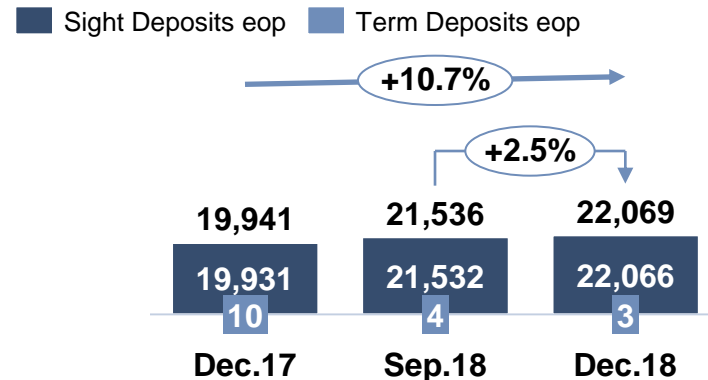 Sight Deposits eop Term Deposits eop
+10.7%
+2.5%
19,941 21,536 22,069
19,931 21,532 22,066
10 4 3
Dec.17 Sep.18 Dec.18